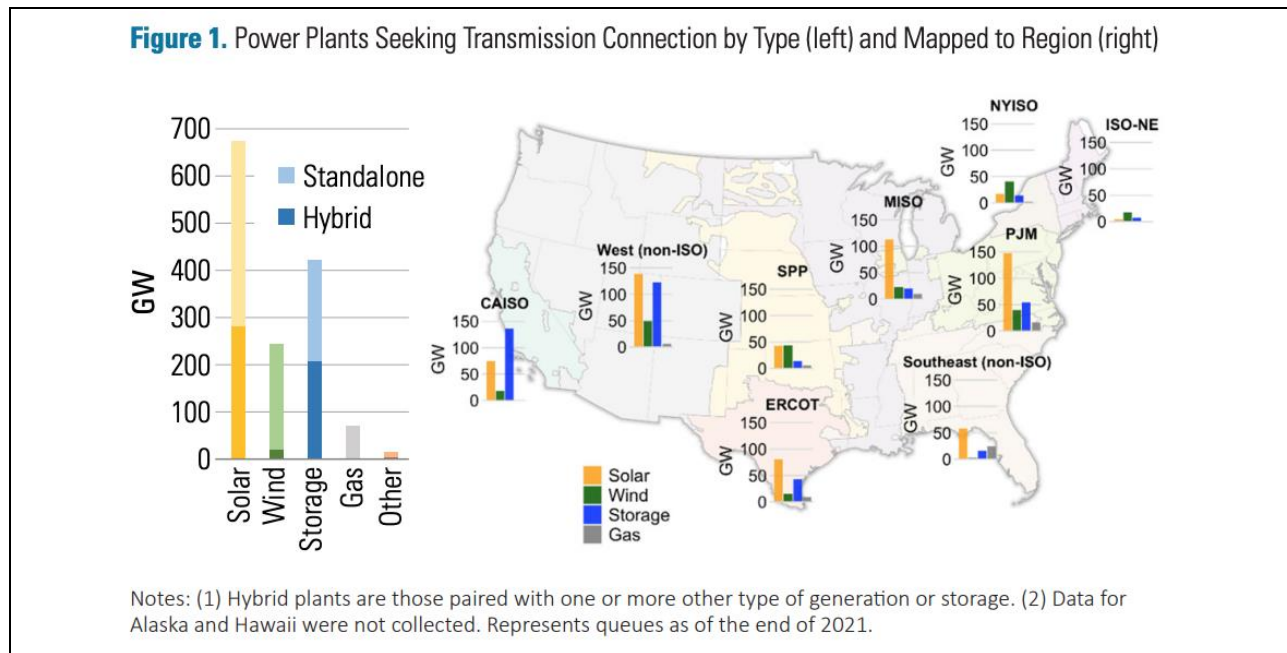 Figure 1. Power Plants Seeking Transmission Connection by Type (left) and Mapped to Region (right)
700
600
500
400
300
200
100
0
GW
Standalone
Hybrid
Solar
Wind
Storage
Gas
Other
CAISO
150
100
50
0
GW
West (non-ISO)
150
100
50
0
GW
SPP
150
100
50
0
GW
ERCOT
150
100
50
0
GW
MISO
150
100
50
0
GW
NYISO
150
100
50
0
GW
ISO-NE
150
100
50
0
GW
PJM
150
100
50
0
GW
Southeast (non-ISO)
150
100
50
0
GW
Solar
Wind
Storage
Gas
Notes: (1) Hybrid plants are those paired with one or more other type of generation or storage. (2) Data for
Alaska and Hawaii were not collected. Represents queues as of the end of 2021.